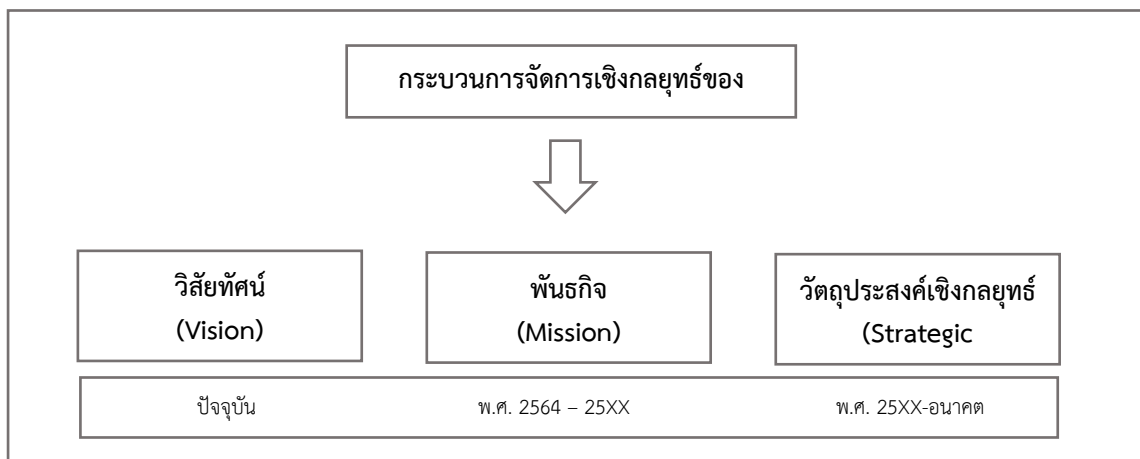 กระบวนการจัดการเชิงกลยุทธ์ของ
วิสัยทัศน์
(Vision)
พันธกิจ
(Mission)
วัตถุประสงค์เชิงกลยุทธ์
(Strategic
ปัจจุบัน
พ.ศ. 2564 – 25XX
พ.ศ. 25XX-อนาคต